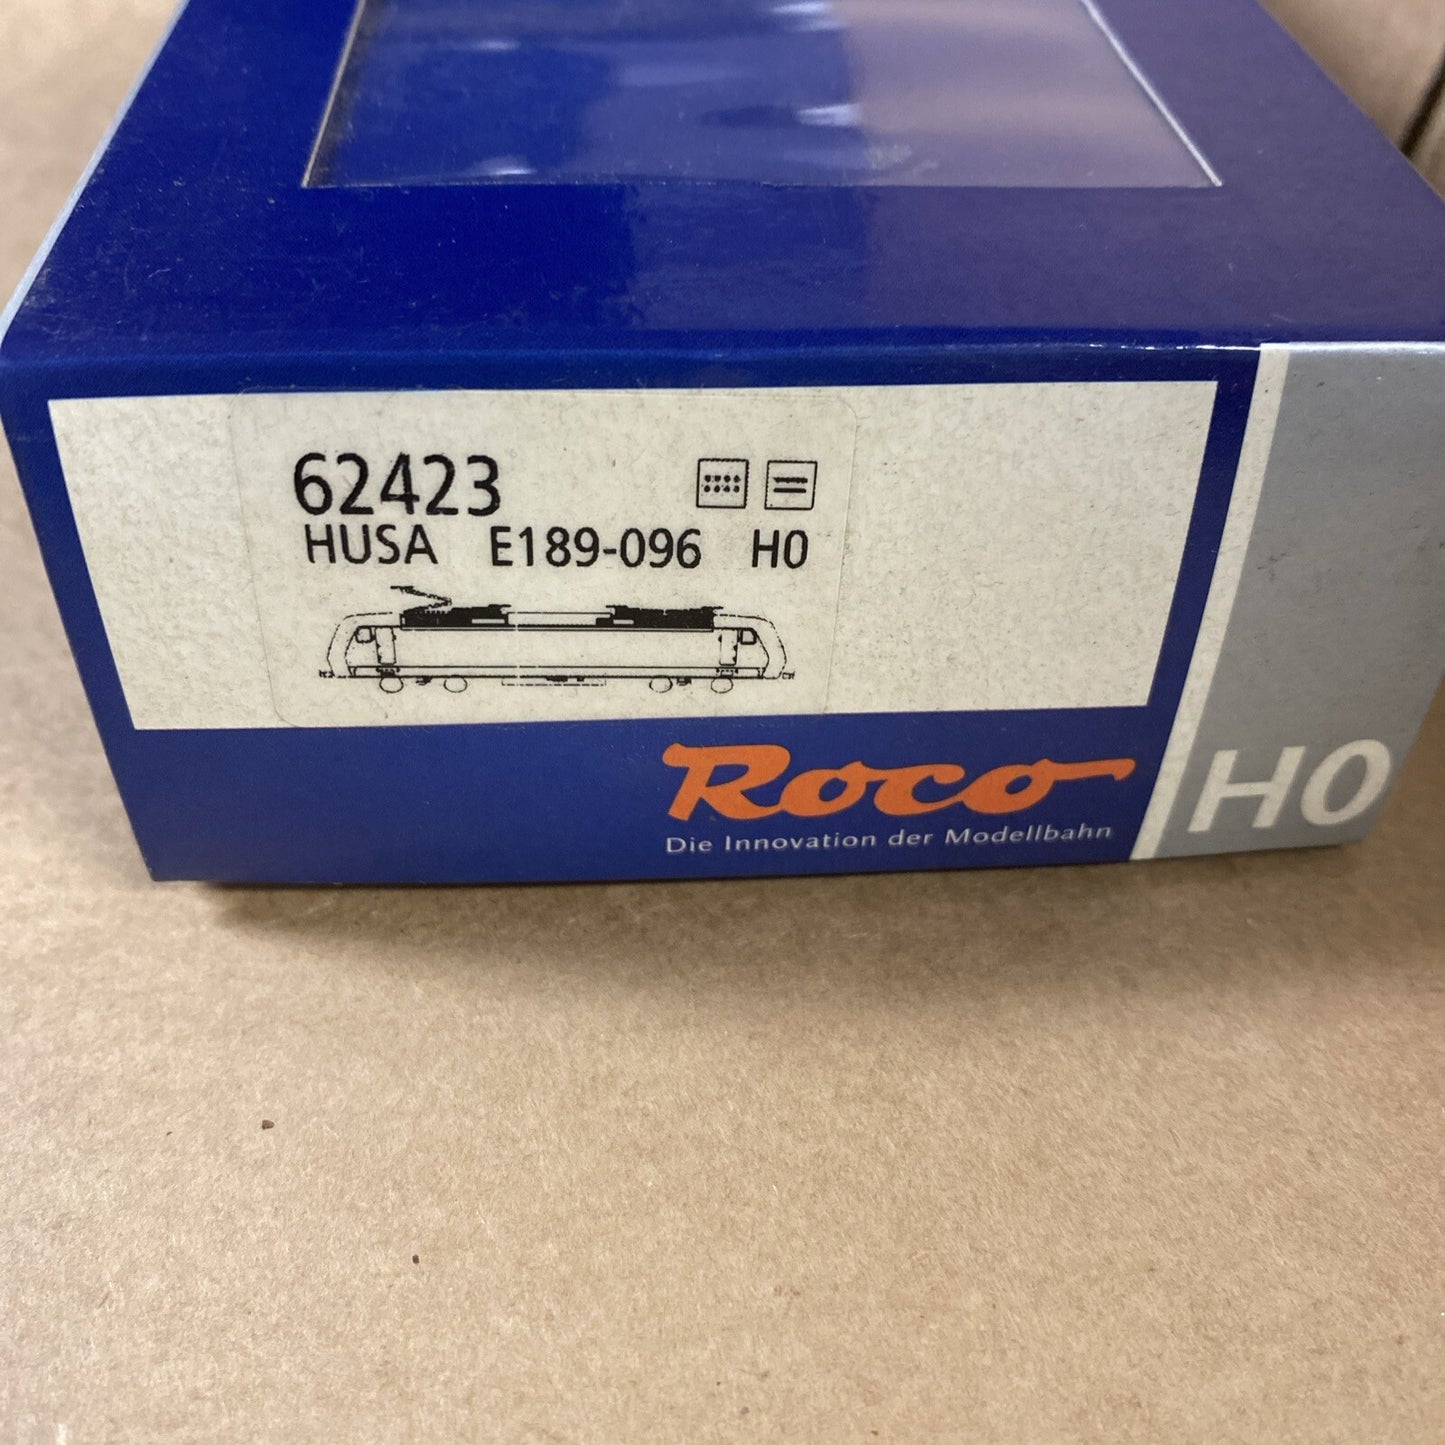 62423
HUSA E189-096 H0
Roco
Die Innovation der Modellbahn
H0